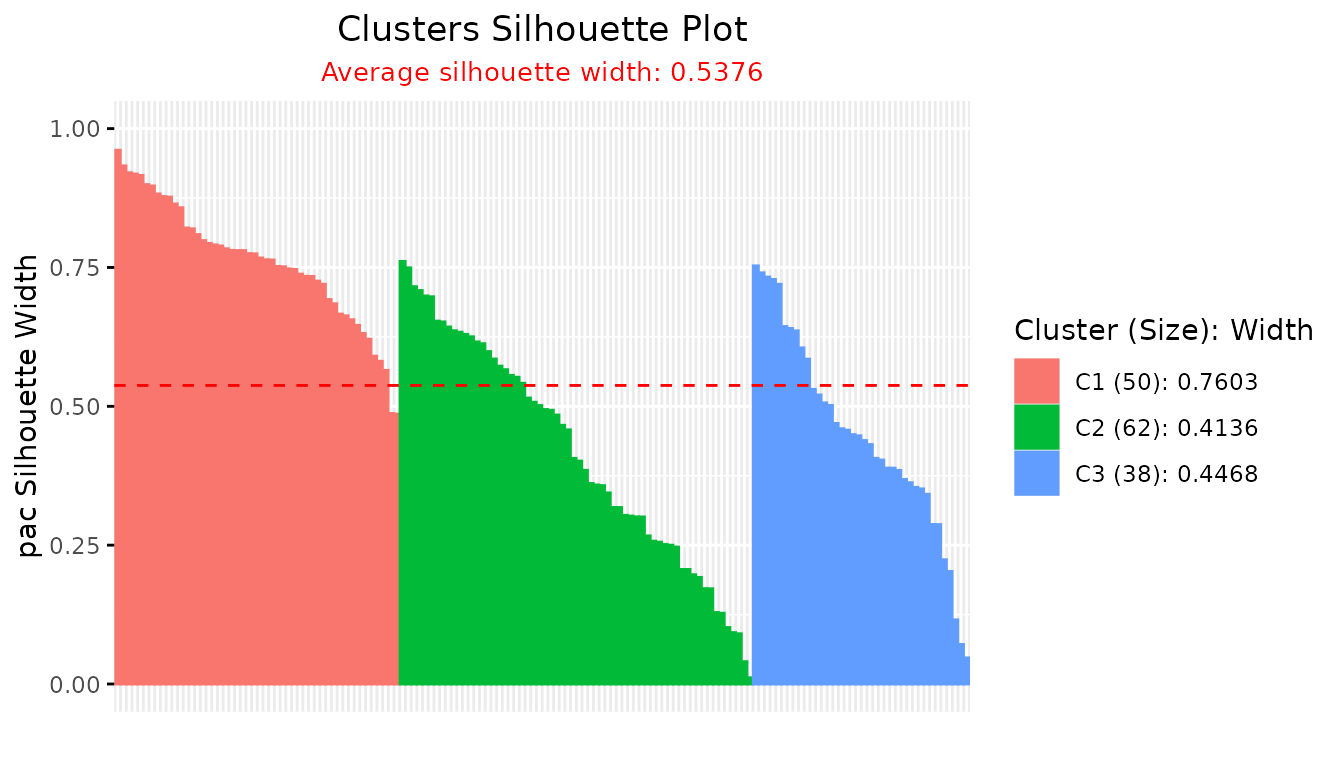 Clusters Silhouette Plot
Average silhouette width: 0.5376
1.00
0.75
0.50
0.25
0.00
pac Silhouette Width
Cluster (Size): Width
C1 (50): 0.7603
C2 (62): 0.4136
C3 (38): 0.4468